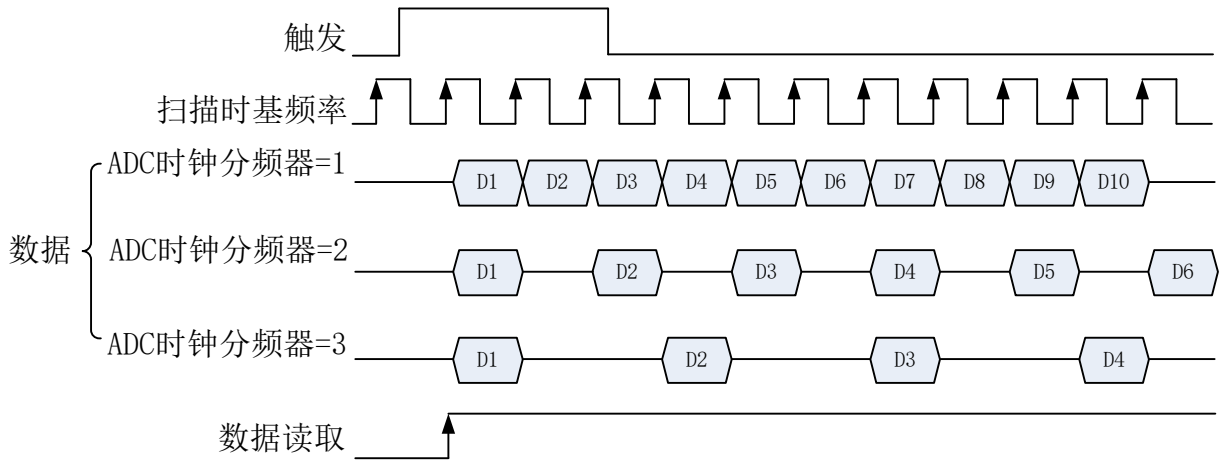 触发
扫描时基频率
数据
ADC时钟分频器=1
D1 D2 D3 D4 D5 D6 D7 D8 D9 D10
ADC时钟分频器=2
D1 D2 D3 D4 D5 D6
ADC时钟分频器=3
D1 D2 D3 D4
数据读取